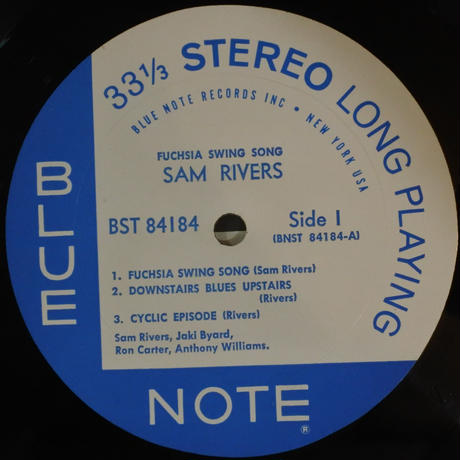 33⅓ STEREO LONG PLAYING
BLUE NOTE RECORDS INC • NEW YORK USA
FUCHSIA SWING SONG
SAM RIVERS
BST 84184
Side 1
(BNST 84184-A)
1. FUCHSIA SWING SONG (Sam Rivers)
2. DOWNSTAIRS BLUES UPSTAIRS
(Rivers)
3. CYCLIC EPISODE (Rivers)
Sam Rivers, Jaki Byard,
Ron Carter, Anthony Williams.
BLUE
NOTE®